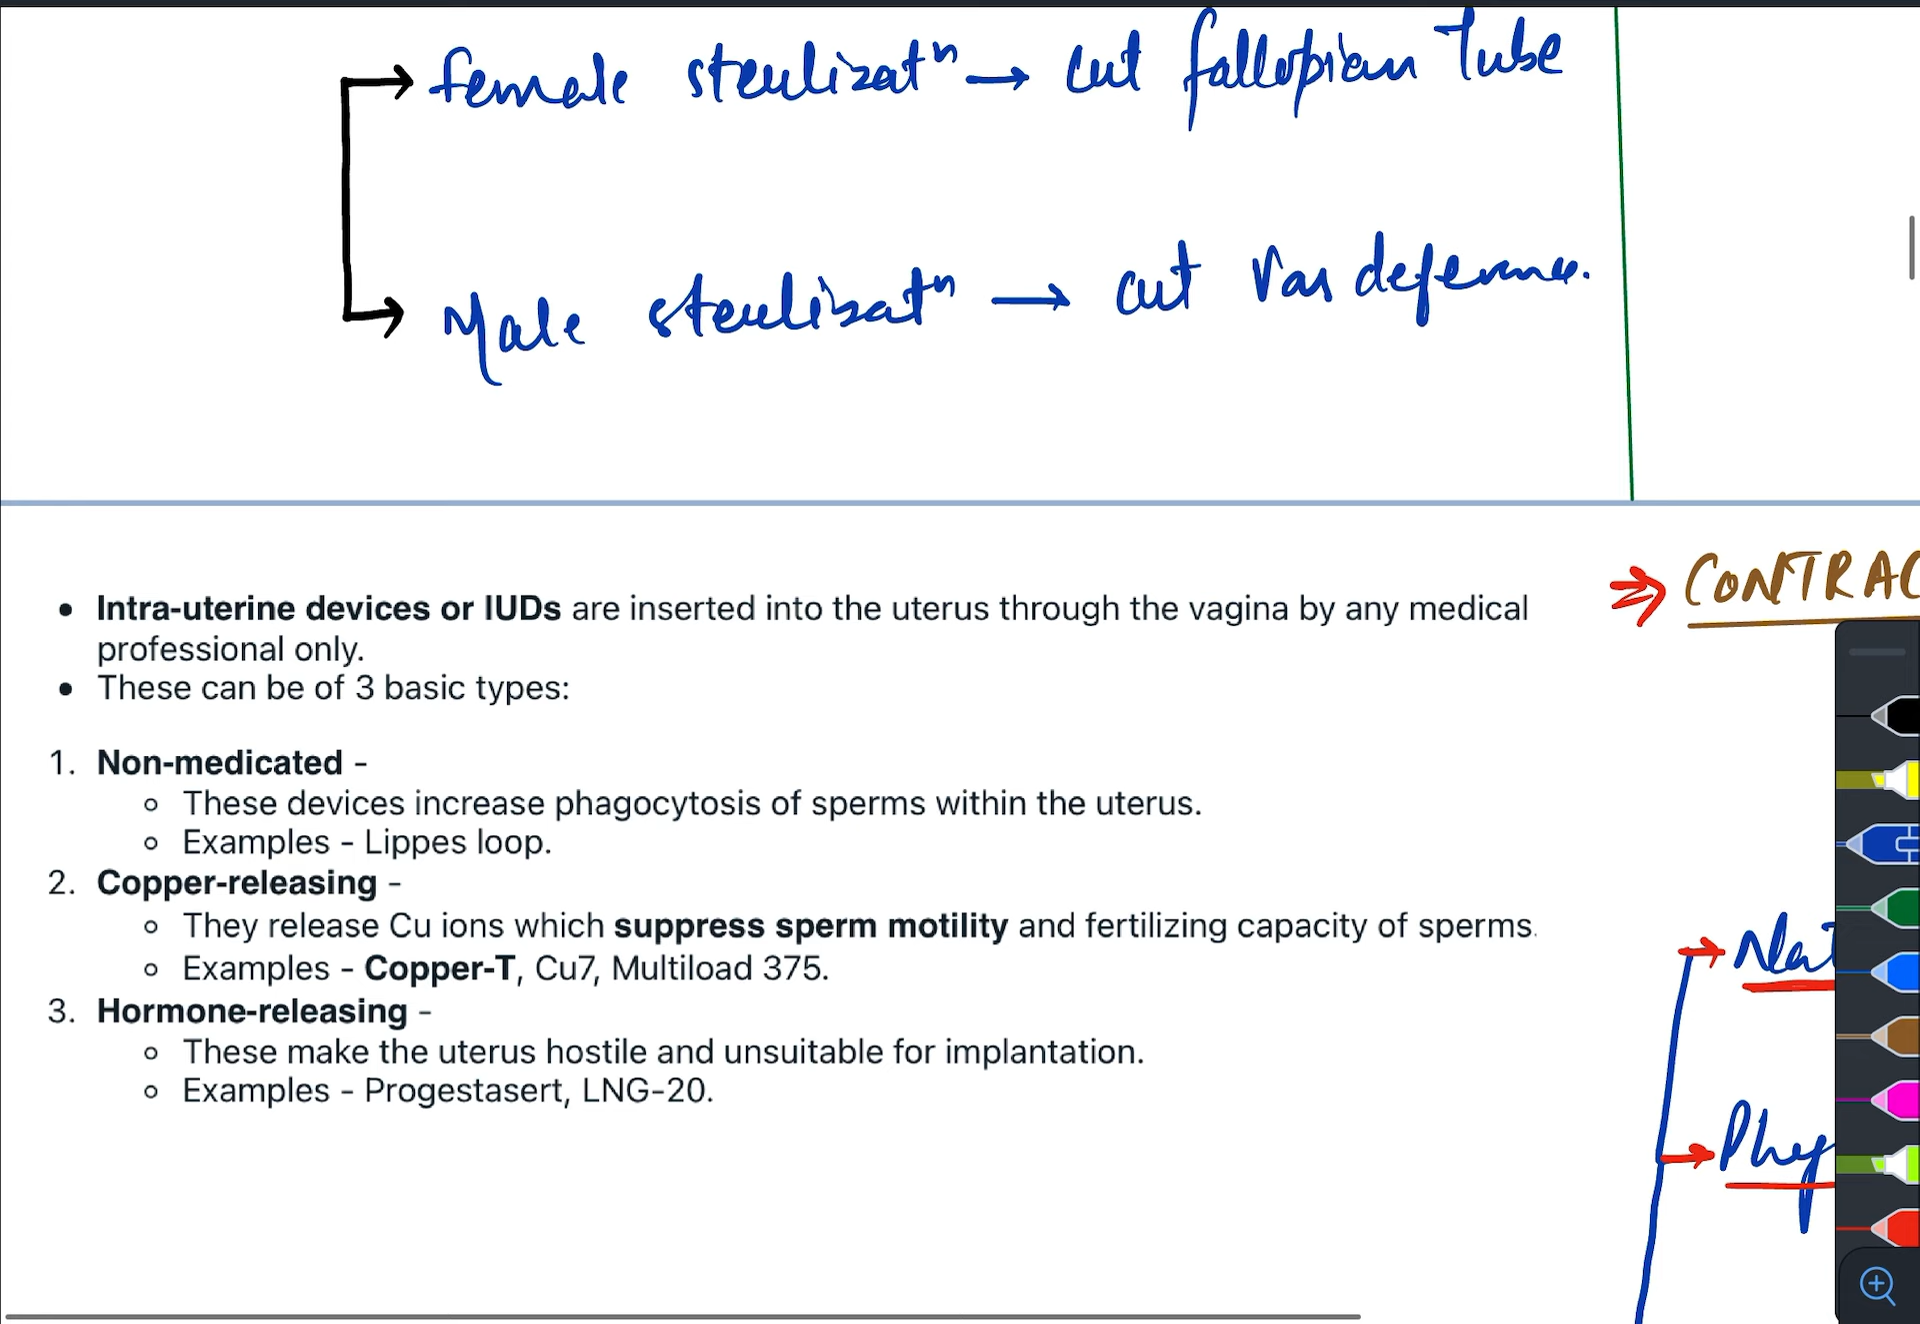 female sterilizatⁿ → cut fallopian Tube
Male sterilizatⁿ → cut Vas deference.
• Intra-uterine devices or IUDs are inserted into the uterus through the vagina by any medical
professional only.
• These can be of 3 basic types:
1. Non-medicated -
◦ These devices increase phagocytosis of sperms within the uterus.
◦ Examples - Lippes loop.
2. Copper-releasing -
◦ They release Cu ions which suppress sperm motility and fertilizing capacity of sperms.
◦ Examples - Copper-T, Cu7, Multiload 375.
3. Hormone-releasing -
◦ These make the uterus hostile and unsuitable for implantation.
◦ Examples - Progestasert, LNG-20.
⇒ CONTRAC
→ Nat
→ Phy